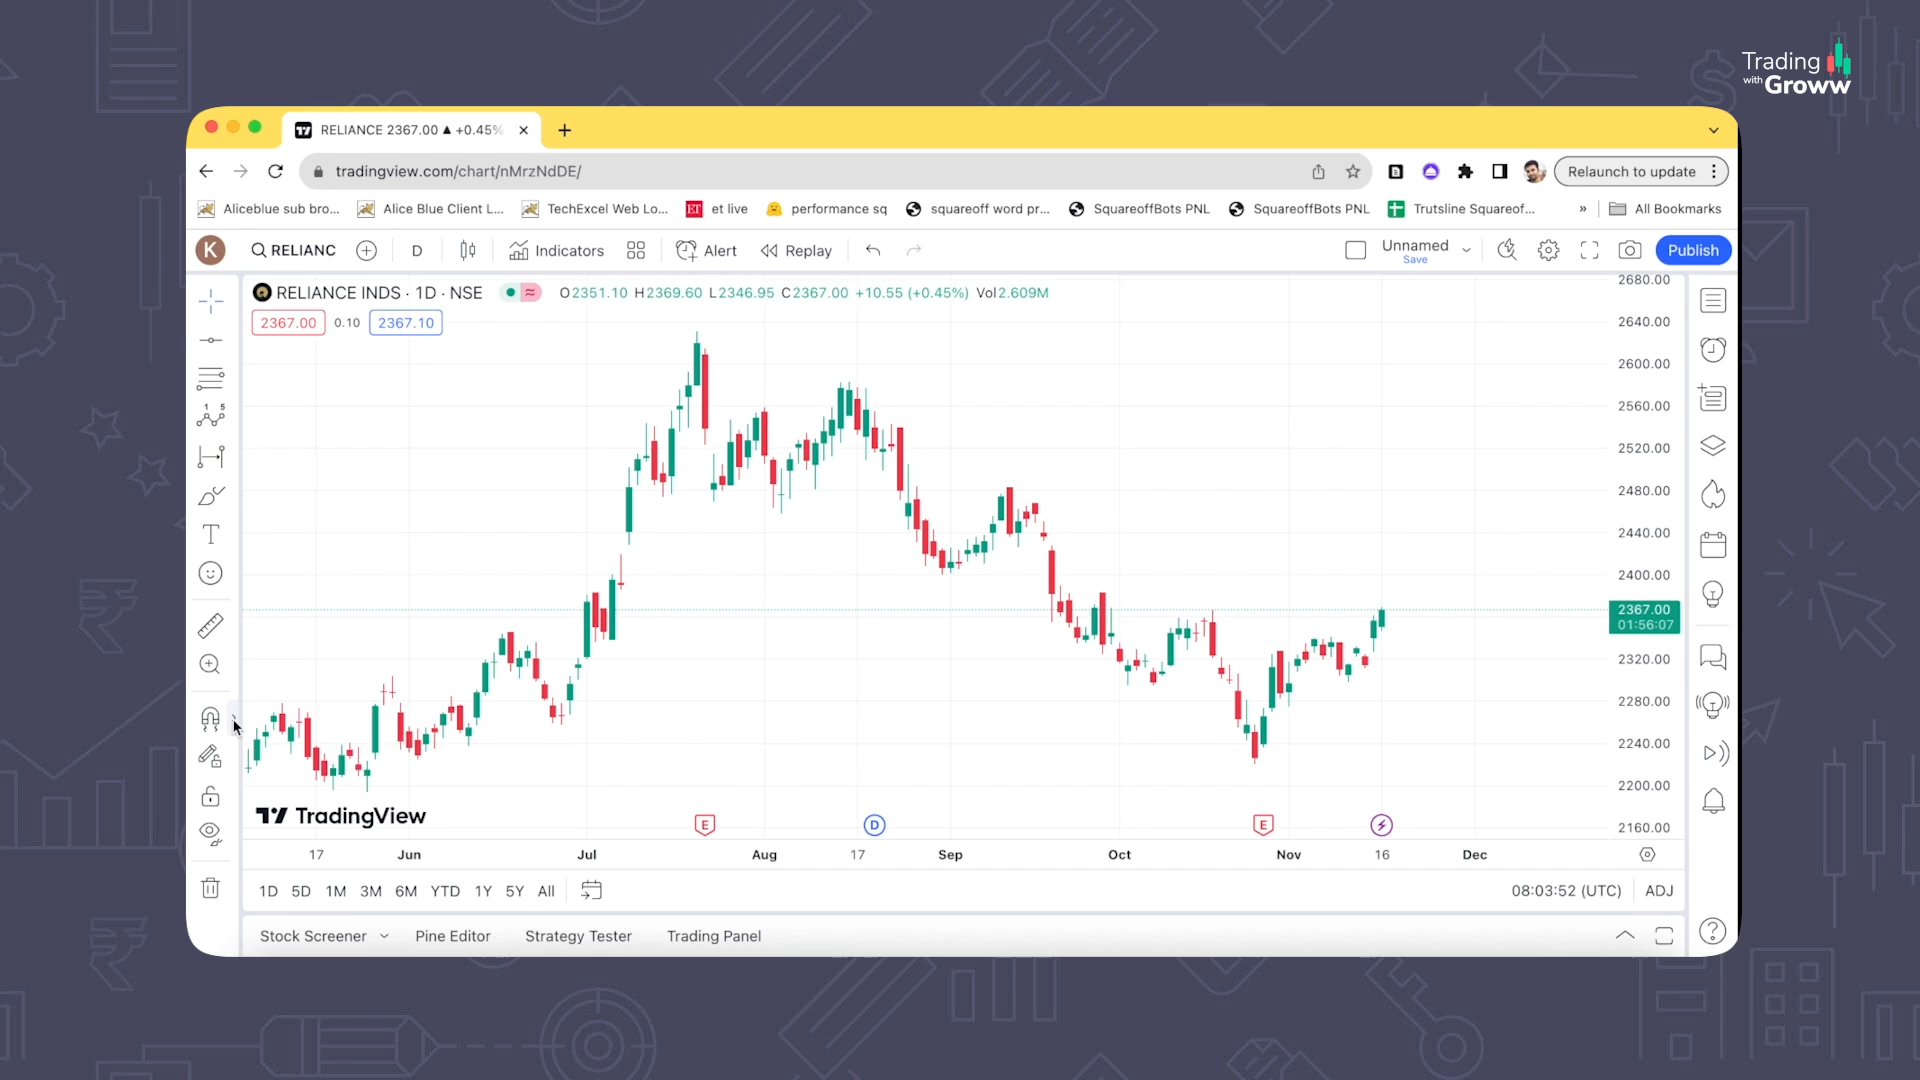 Trading
with Groww
RELIANCE 2367.00 ▲ +0.45%
tradingview.com/chart/nMrzNdDE/
Relaunch to update
Aliceblue sub bro...
Alice Blue Client L...
TechExcel Web Lo...
ET
et live
performance sq
squareoff word pr...
SquareoffBots PNL
SquareoffBots PNL
Trutsline Squareof...
»
All Bookmarks
K
RELIANC
D
Indicators
Alert
Replay
Unnamed
Save
Publish
RELIANCE INDS · 1D · NSE
O2351.10 H2369.60 L2346.95 C2367.00 +10.55 (+0.45%) Vol2.609M
2367.00
0.10
2367.10
2680.00
2640.00
2600.00
2560.00
2520.00
2480.00
2440.00
2400.00
2367.00
01:56:07
2320.00
2280.00
2240.00
2200.00
2160.00
TradingView
E
D
E
17
Jun
Jul
Aug
17
Sep
Oct
Nov
16
Dec
1D
5D
1M
3M
6M
YTD
1Y
5Y
All
08:03:52 (UTC)
ADJ
Stock Screener
Pine Editor
Strategy Tester
Trading Panel